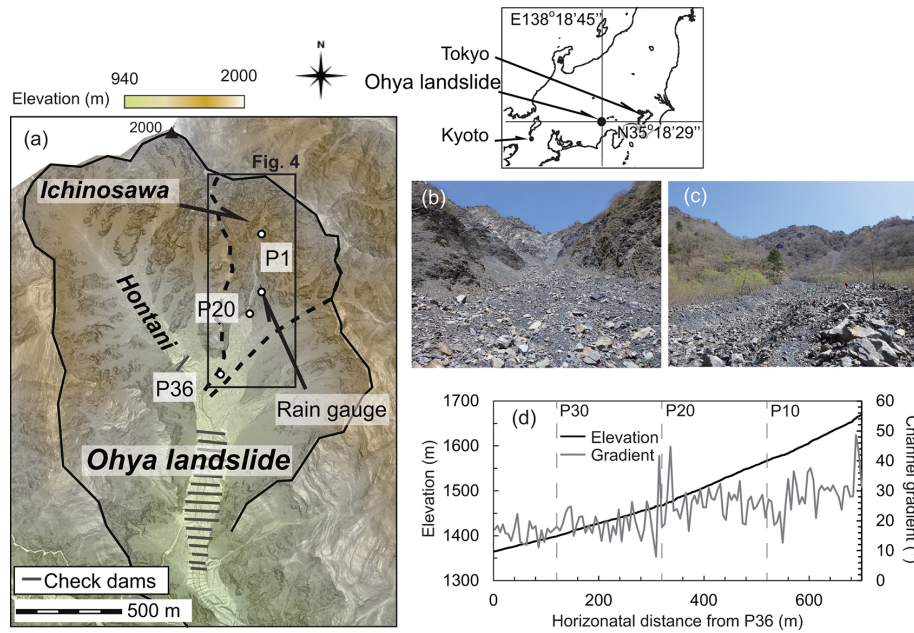 E138°18'45''
Tokyo
Ohya landslide
Kyoto
N35°18'29''
N
940
2000
Elevation (m)
(a)
2000
Fig. 4
Ichinosawa
P1
Hontani
P20
P36
Rain gauge
Ohya landslide
Check dams
500 m
(b)
(c)
(d)
P30
P20
P10
Elevation
Gradient
Elevation (m)
1700
1600
1500
1400
1300
Channel gradient (°)
60
50
40
30
20
10
0
0
200
400
600
Horizonatal distance from P36 (m)